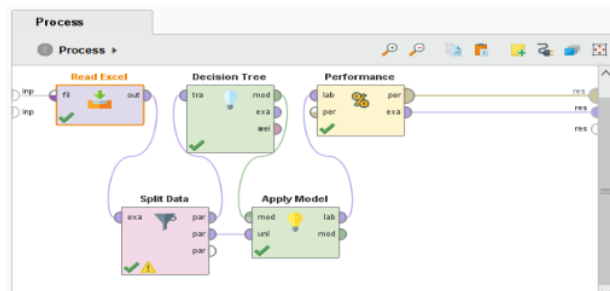 Process
Process
Read Excel
Decision Tree
Performance
inp
fil
out
tra
mod
lab
per
res
inp
exa
per
exa
res
wei
res
Split Data
Apply Model
exa
par
mod
lab
par
unl
mod
par